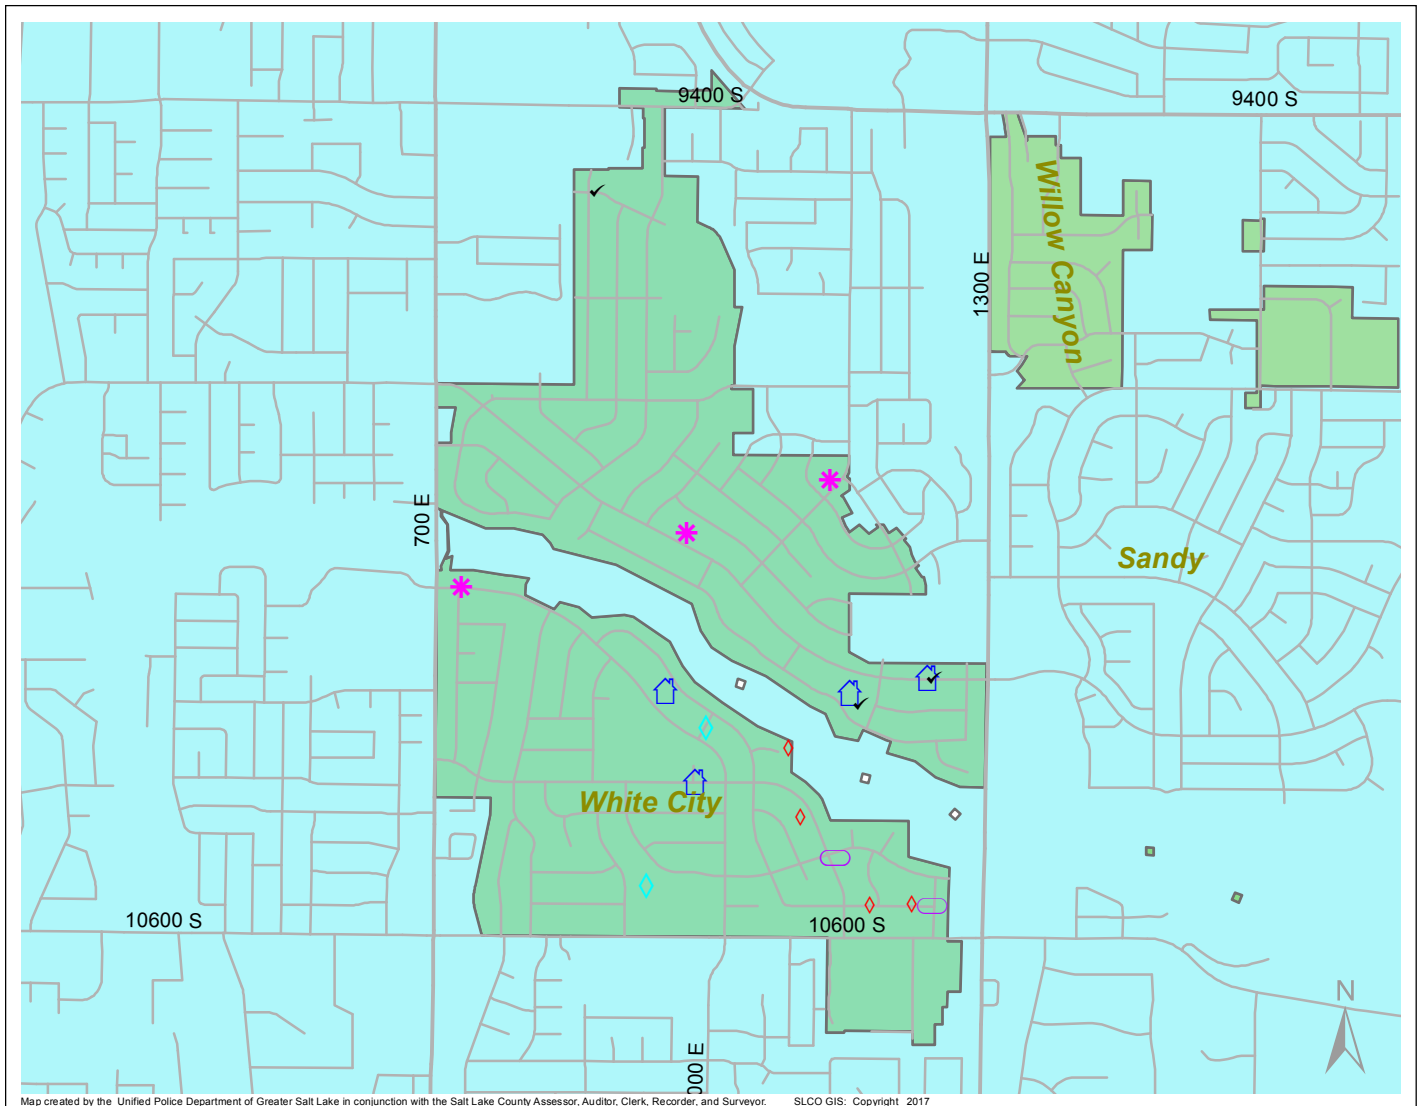 9400 S
9400 S
Willow Canyon
1300 E
700 E
Sandy
White City
10600 S
10600 S
N
000 E
Map created by the Unified Police Department of Greater Salt Lake in conjunction with the Salt Lake County Assessor, Auditor, Clerk, Recorder, and Surveyor. SLCO GIS: Copyright 2017